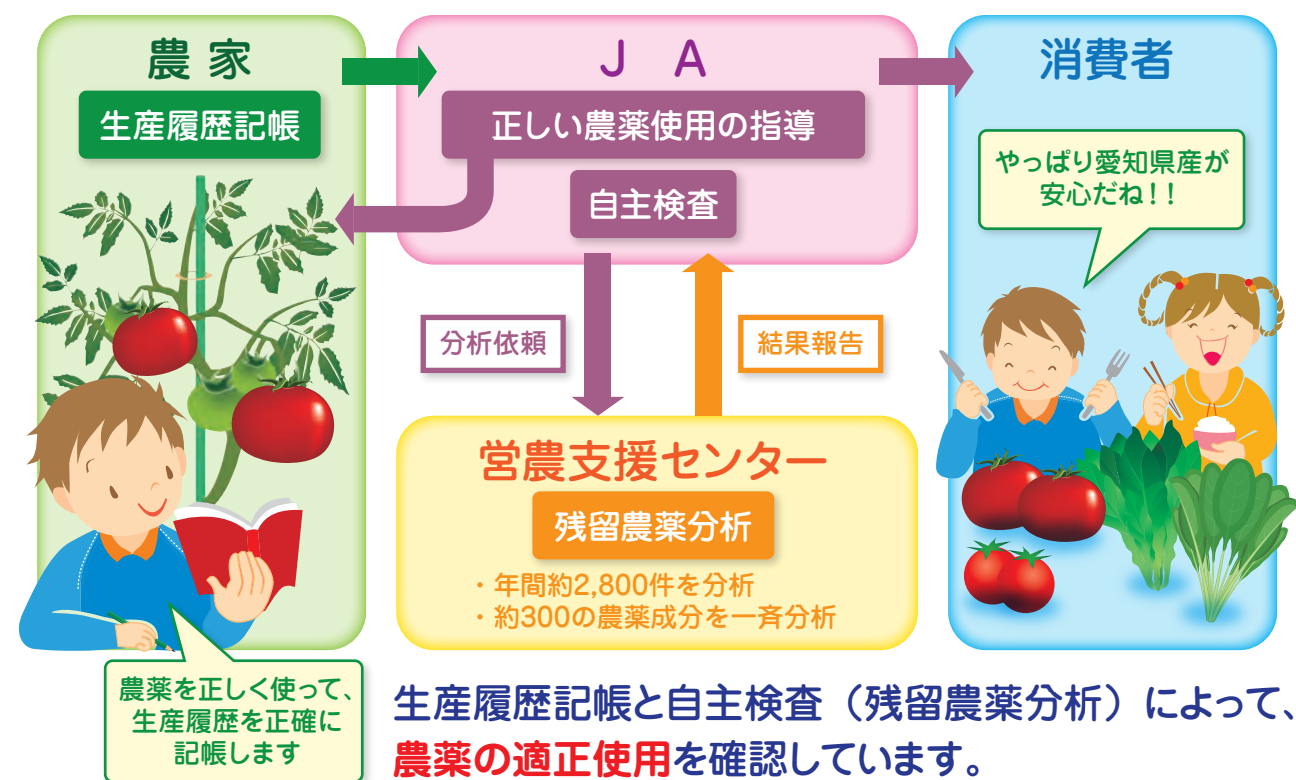 農家
生産履歴記帳
JA
正しい農薬使用の指導
自主検査
消費者
やっぱり愛知県産が
安心だね!!
分析依頼
結果報告
営農支援センター
残留農薬分析
・年間約2,800件を分析
・約300の農薬成分を一斉分析
農薬を正しく使って、
生産履歴を正確に
記帳します
生産履歴記帳と自主検査（残留農薬分析）によって、
農薬の適正使用を確認しています。